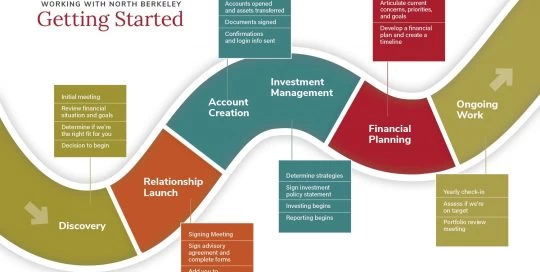 WORKING WITH NORTH BERKELEY
Getting Started
Accounts opened
and assets transferred
Documents signed
Confirmations
and login info sent
Articulate current
concerns, priorities,
and goals
Develop a financial
plan and create a
timeline
Initial meeting
Review financial
situation and goals
Determine if we're
the right fit for you
Decision to begin
Discovery
Relationship
Launch
Account
Creation
Investment
Management
Financial
Planning
Ongoing
Work
Signing Meeting
Sign advisory
agreement and
complete forms
Add you to
Determine strategies
Sign investment
policy statement
Investing begins
Reporting begins
Yearly check-in
Assess if we're
on target
Portfolio review
meeting